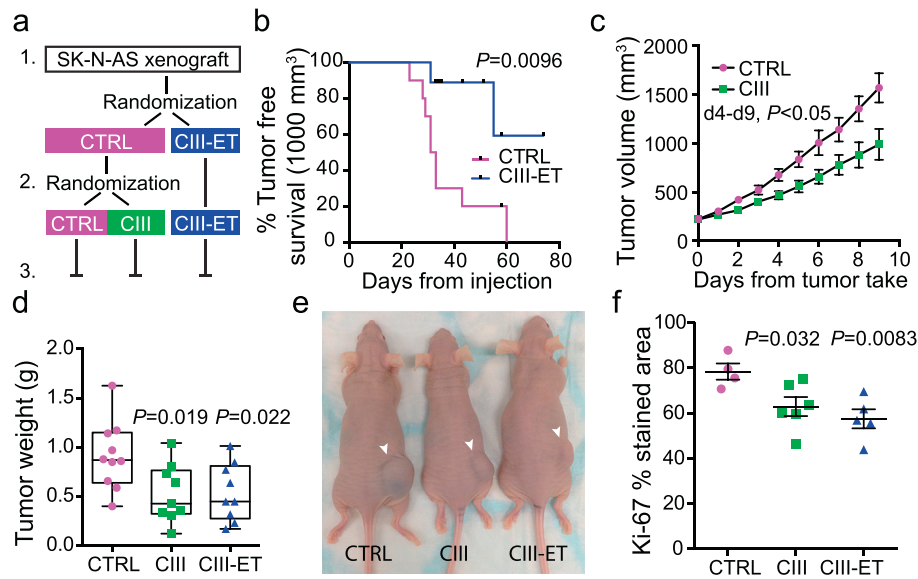 a
1.
SK-N-AS xenograft
Randomization
CTRL
CIII-ET
2.
Randomization
CTRL
CIII
CIII-ET
3.
b
% Tumor free
survival (1000 mm³)
100
80
60
40
20
0
P=0.0096
CTRL
CIII-ET
0 20 40 60 80
Days from injection
c
Tumor volume (mm³)
2000
1500
1000
500
0
CTRL
CIII
d4-d9, P<0.05
0 2 4 6 8 10
Days from tumor take
d
Tumor weight (g)
2.0
1.5
1.0
0.5
0.0
P=0.019 P=0.022
CTRL CIII CIII-ET
e
CTRL CIII CIII-ET
f
Ki-67 % stained area
100
80
60
40
20
0
P=0.032 P=0.0083
CTRL CIII CIII-ET